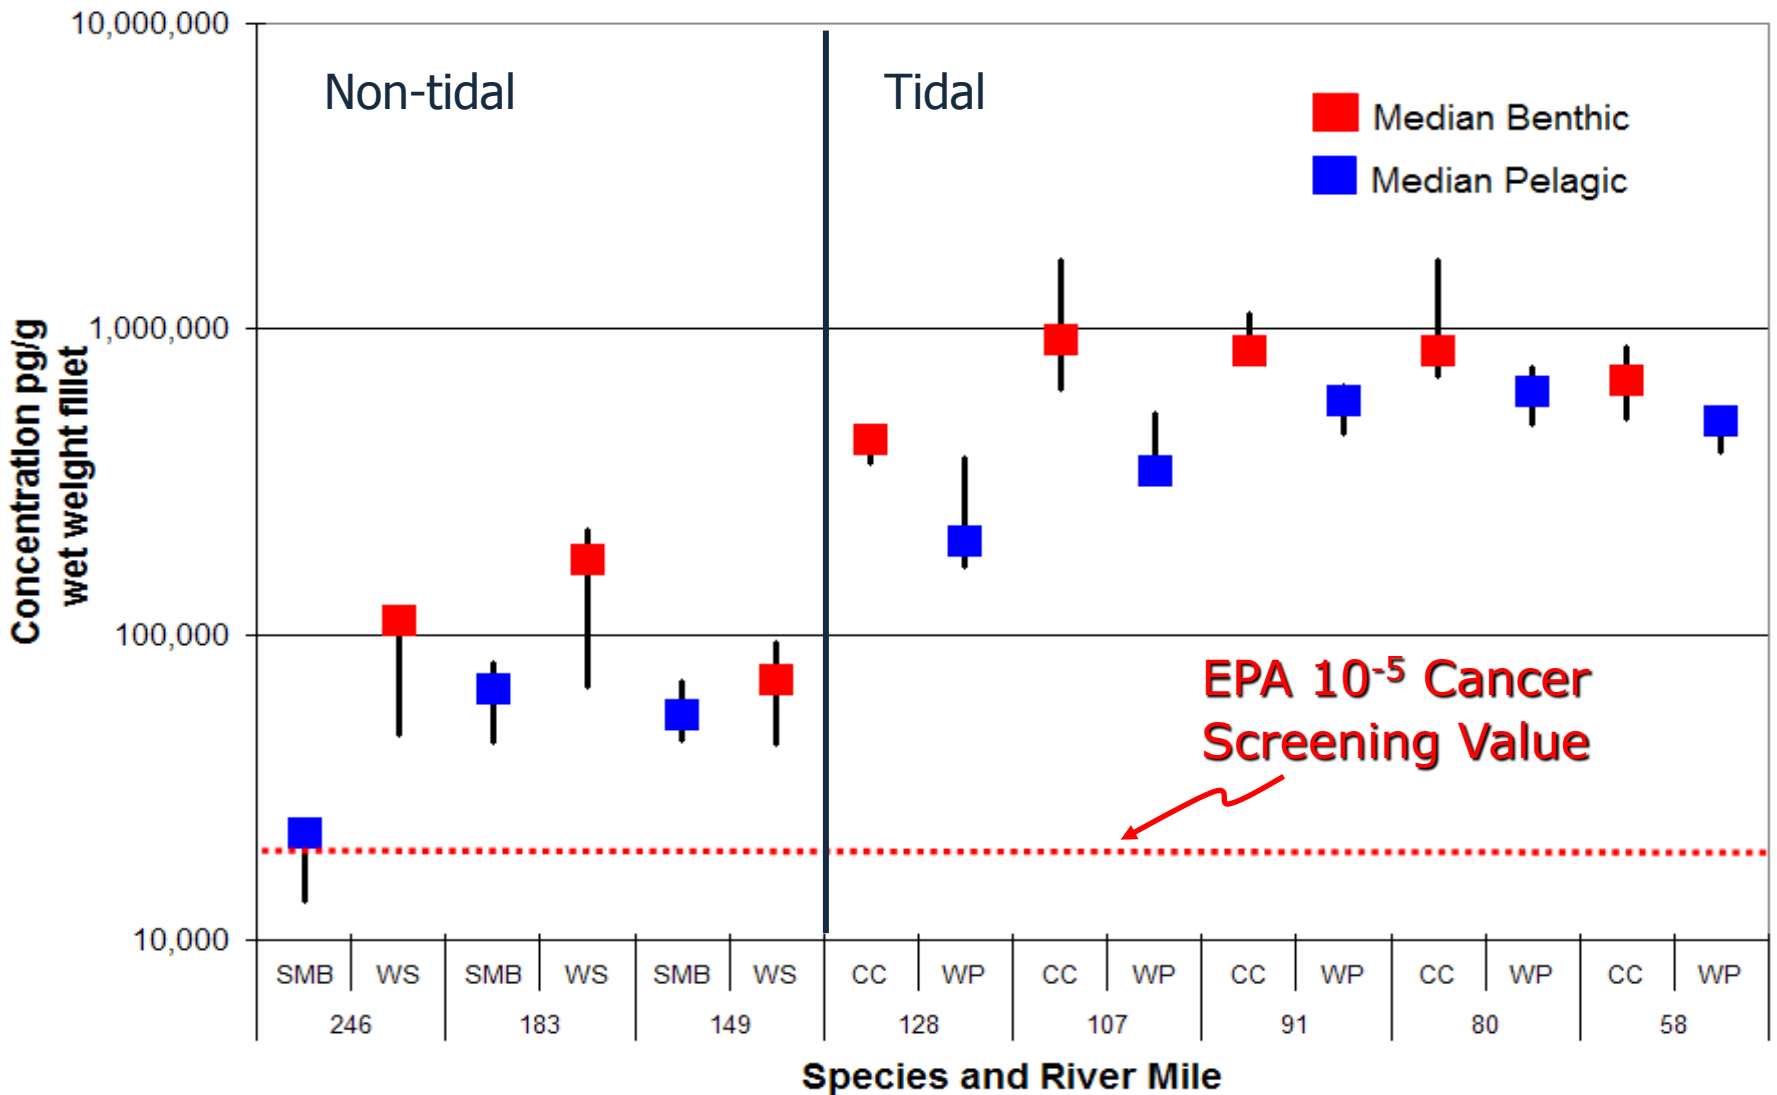 10,000,000
1,000,000
100,000
10,000
Concentration pg/g
wet weight fillet
Non-tidal
Tidal
Median Benthic
Median Pelagic
EPA 10⁻⁵ Cancer
Screening Value
SMB WS SMB WS SMB WS CC WP CC WP CC WP CC WP CC WP
246 183 149 128 107 91 80 58
Species and River Mile